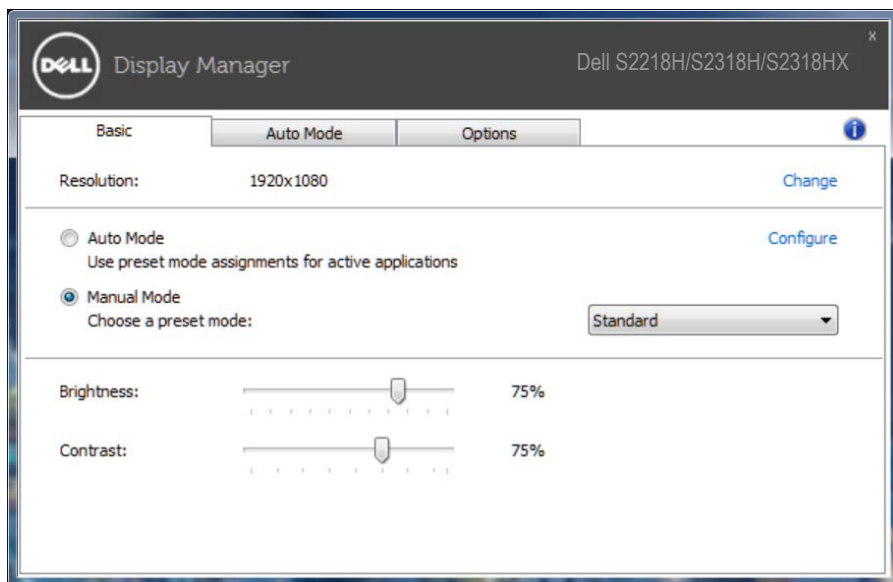 x
DELL Display Manager Dell S2218H/S2318H/S2318HX
Basic Auto Mode Options i
Resolution: 1920x1080 Change
Auto Mode Configure
Use preset mode assignments for active applications
Manual Mode
Choose a preset mode: Standard
Brightness: 75%
Contrast: 75%